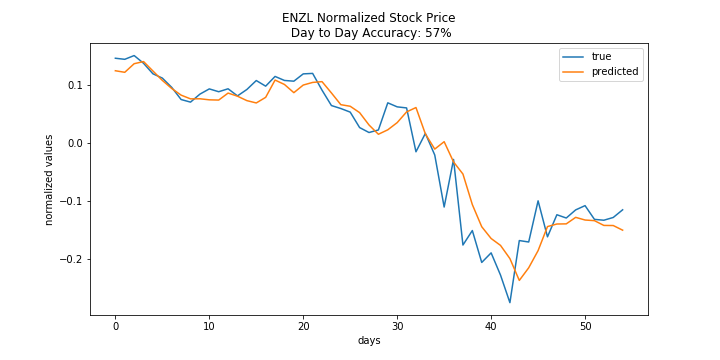 ENZL Normalized Stock Price
Day to Day Accuracy: 57%
true
predicted
normalized values
0.1
0.0
−0.1
−0.2
0 10 20 30 40 50
days